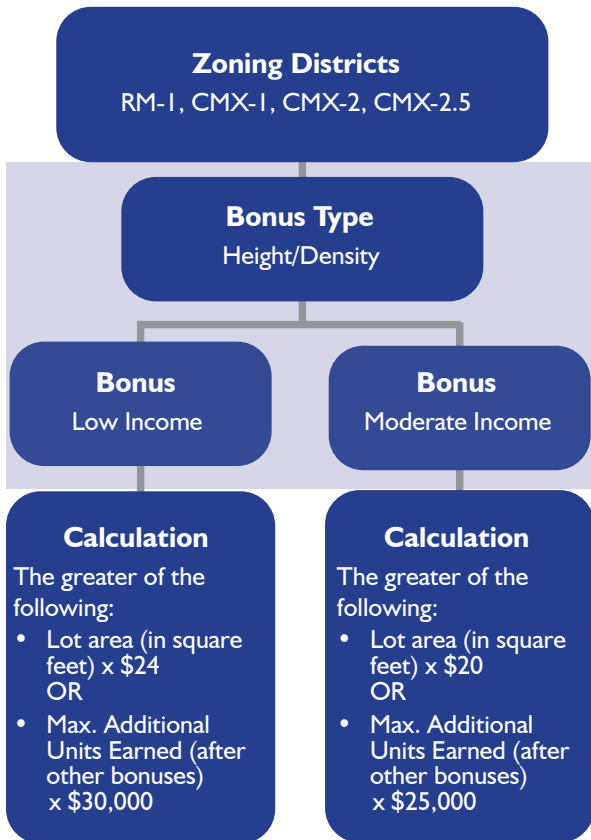 Zoning Districts
RM-1, CMX-1, CMX-2, CMX-2.5
Bonus Type
Height/Density
Bonus
Low Income
Bonus
Moderate Income
Calculation
The greater of the
following:
• Lot area (in square
feet) x $24
OR
• Max. Additional
Units Earned (after
other bonuses)
x $30,000
Calculation
The greater of the
following:
• Lot area (in square
feet) x $20
OR
• Max. Additional
Units Earned (after
other bonuses)
x $25,000